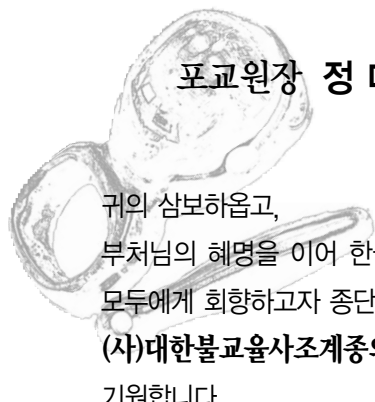 포교원장 정
귀의 삼보하옵고,
부처님의 혜명을 이어
모두에게 회향하고자 종단
(사)대한불교율사조계종의
기원합니다